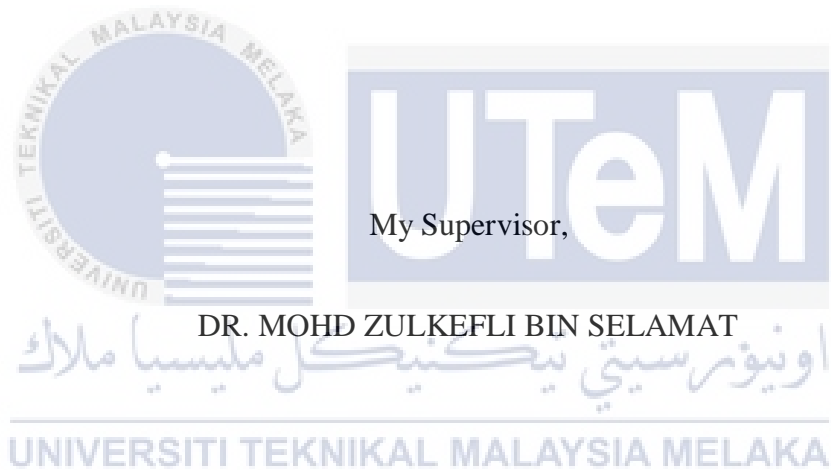 UNIVERSITI TEKNIKAL MALAYSIA MELAKA
UTeM
My Supervisor,
DR. MOHD ZULKEFLI BIN SELAMAT
اونيۏرسيتي تيكنيكل مليسيا ملاك
UNIVERSITI TEKNIKAL MALAYSIA MELAKA